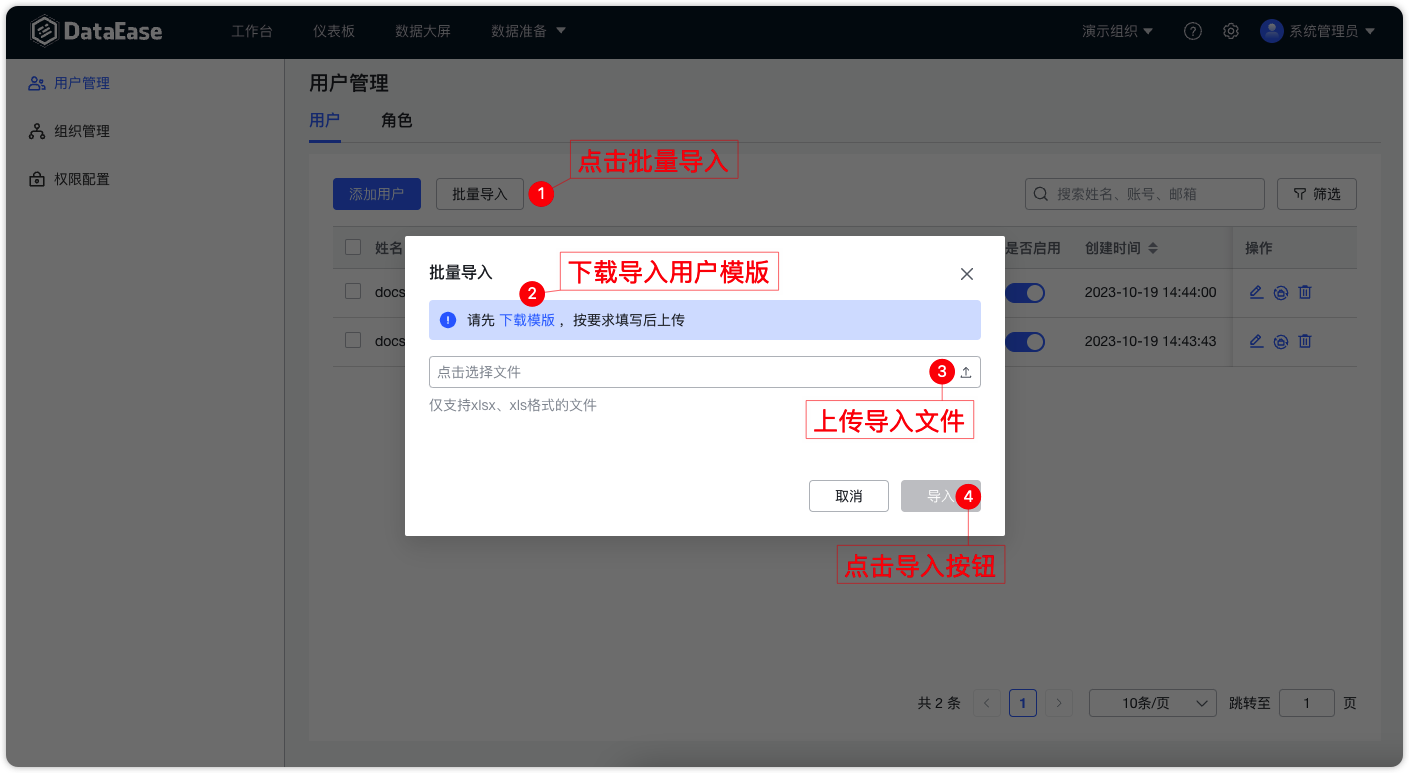 DataEase
工作台 仪表板 数据大屏 数据准备
演示组织 系统管理员
用户管理
组织管理
权限配置
用户管理
用户 角色
点击批量导入
添加用户 批量导入 1
搜索姓名、账号、邮箱 筛选
姓名 是否启用 创建时间 操作
docs 2023-10-19 14:44:00
docs 2023-10-19 14:43:43
批量导入
下载导入用户模版
2
请先 下载模版 ，按要求填写后上传
点击选择文件 3
仅支持xlsx、xls格式的文件
上传导入文件
取消 导入 4
点击导入按钮
共 2 条 1 10条/页 跳转至 1 页